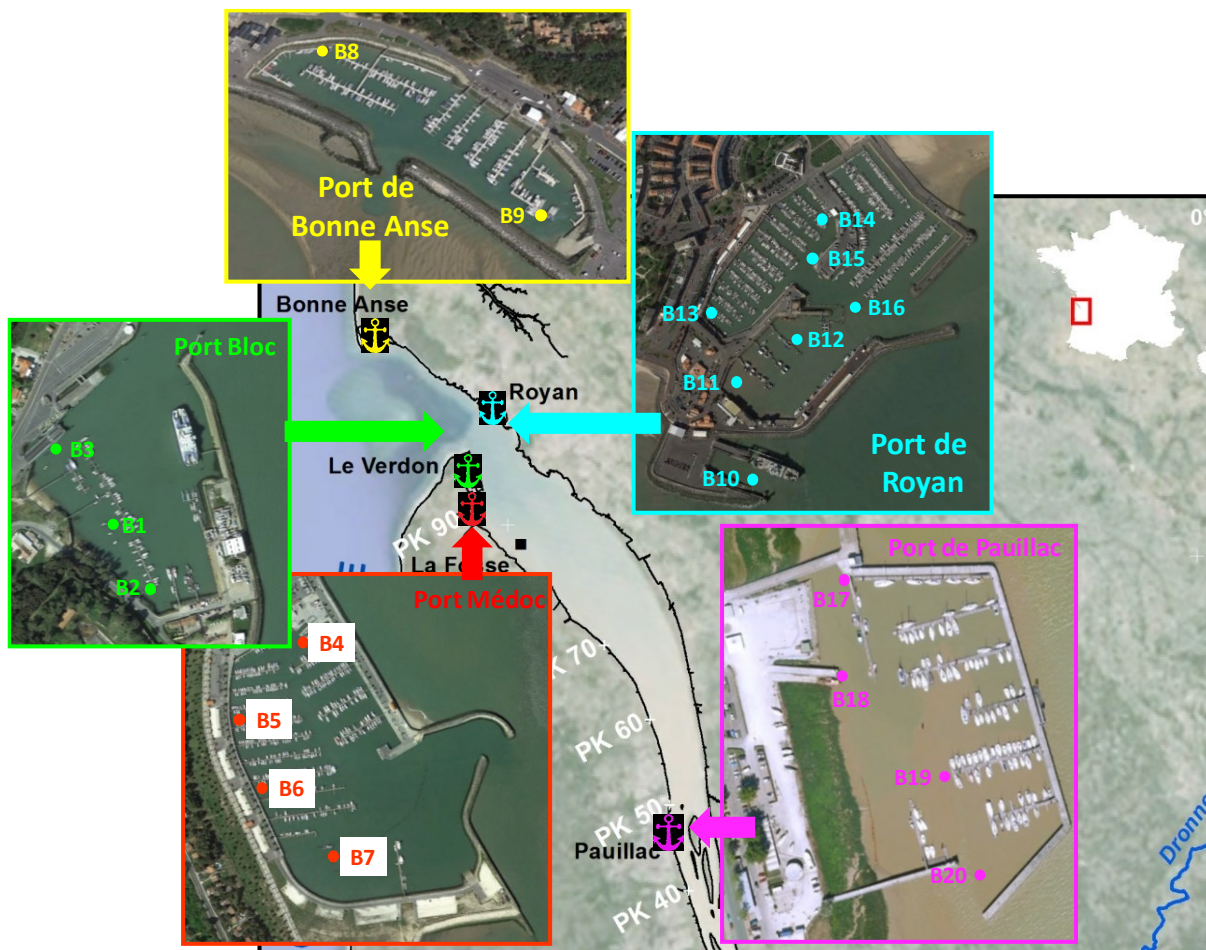 B8
Port de
Bonne Anse
B9
B14
B15
B16
B13
B12
B11
Port de
Royan
B10
0°
Bonne Anse
Royan
Le Verdon
PK 90
La Fosse
PK 70
PK 60
PK 50
Pauillac
PK 40
Dronne
Port Bloc
B3
B1
B2
Port Médoc
B4
B5
B6
B7
Port de Pauillac
B17
B18
B19
B20